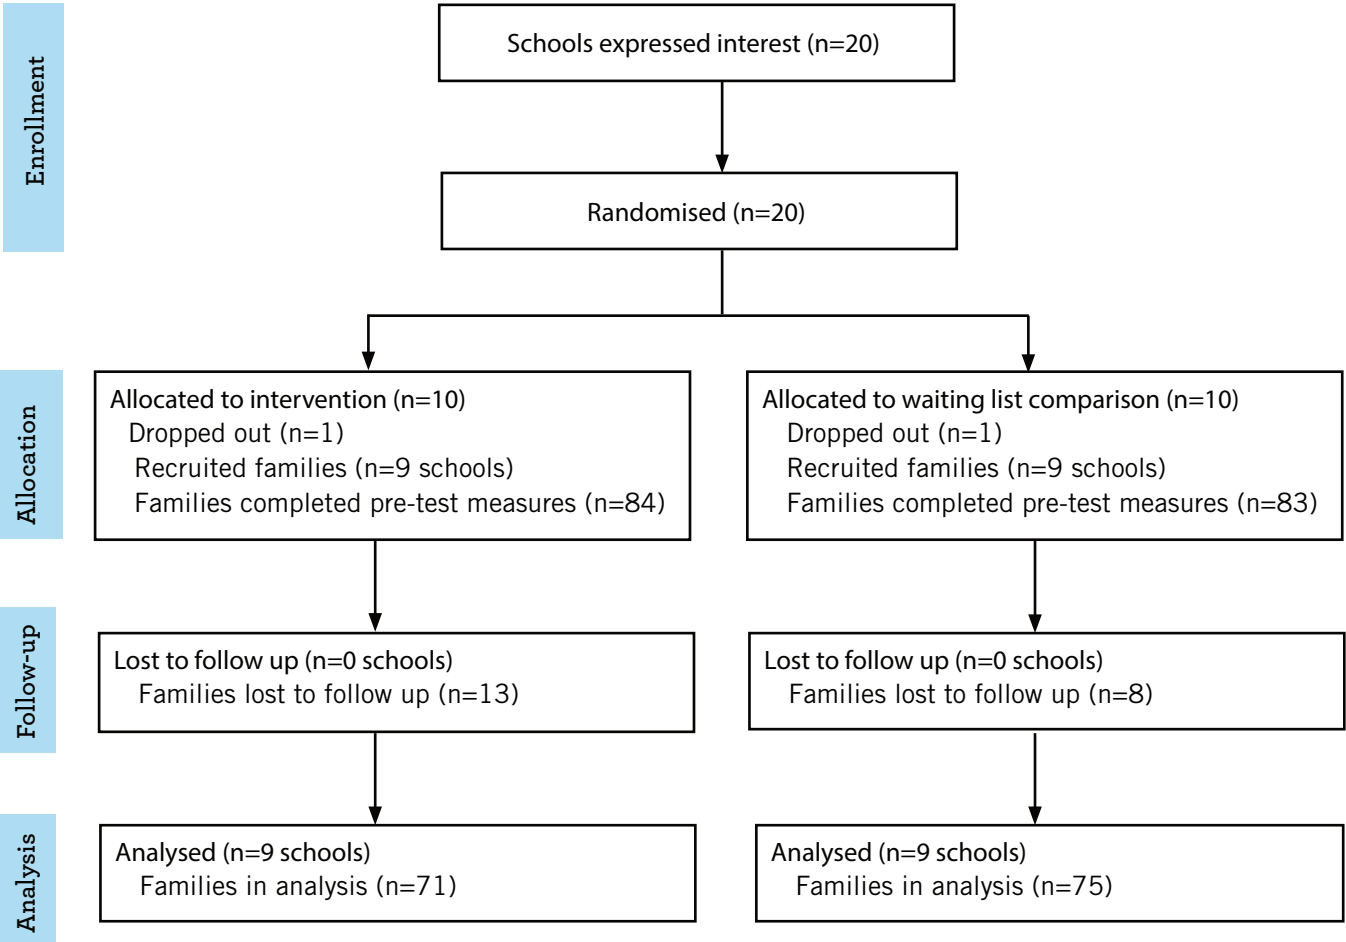 Enrollment
Schools expressed interest (n=20)
Randomised (n=20)
Allocation
Allocated to intervention (n=10)
Dropped out (n=1)
Recruited families (n=9 schools)
Families completed pre-test measures (n=84)
Allocated to waiting list comparison (n=10)
Dropped out (n=1)
Recruited families (n=9 schools)
Families completed pre-test measures (n=83)
Follow-up
Lost to follow up (n=0 schools)
Families lost to follow up (n=13)
Lost to follow up (n=0 schools)
Families lost to follow up (n=8)
Analysis
Analysed (n=9 schools)
Families in analysis (n=71)
Analysed (n=9 schools)
Families in analysis (n=75)